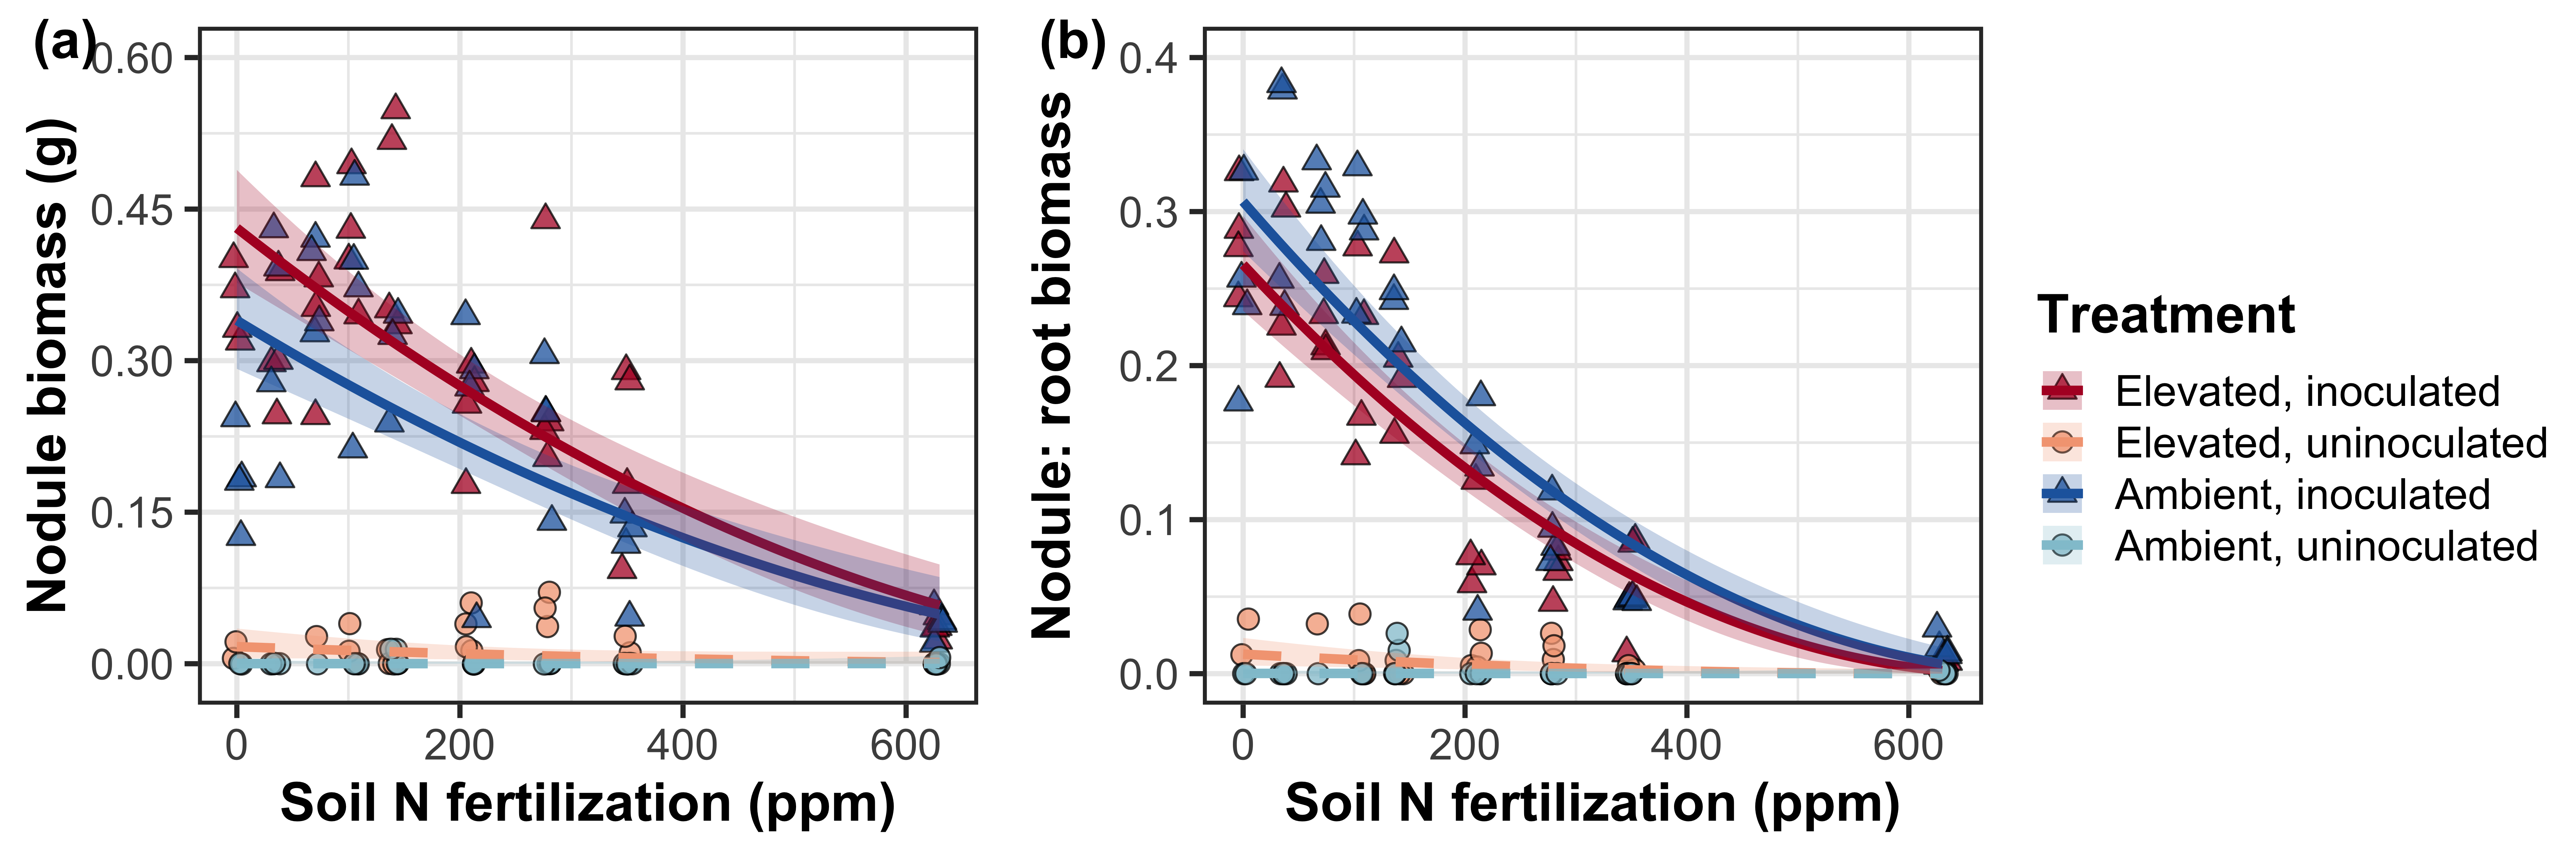 (a)
0.60
0.45
0.30
0.15
0.00
Nodule biomass (g)
0 200 400 600
Soil N fertilization (ppm)
(b)
0.4
0.3
0.2
0.1
0.0
Nodule: root biomass
0 200 400 600
Soil N fertilization (ppm)
Treatment
Elevated, inoculated
Elevated, uninoculated
Ambient, inoculated
Ambient, uninoculated